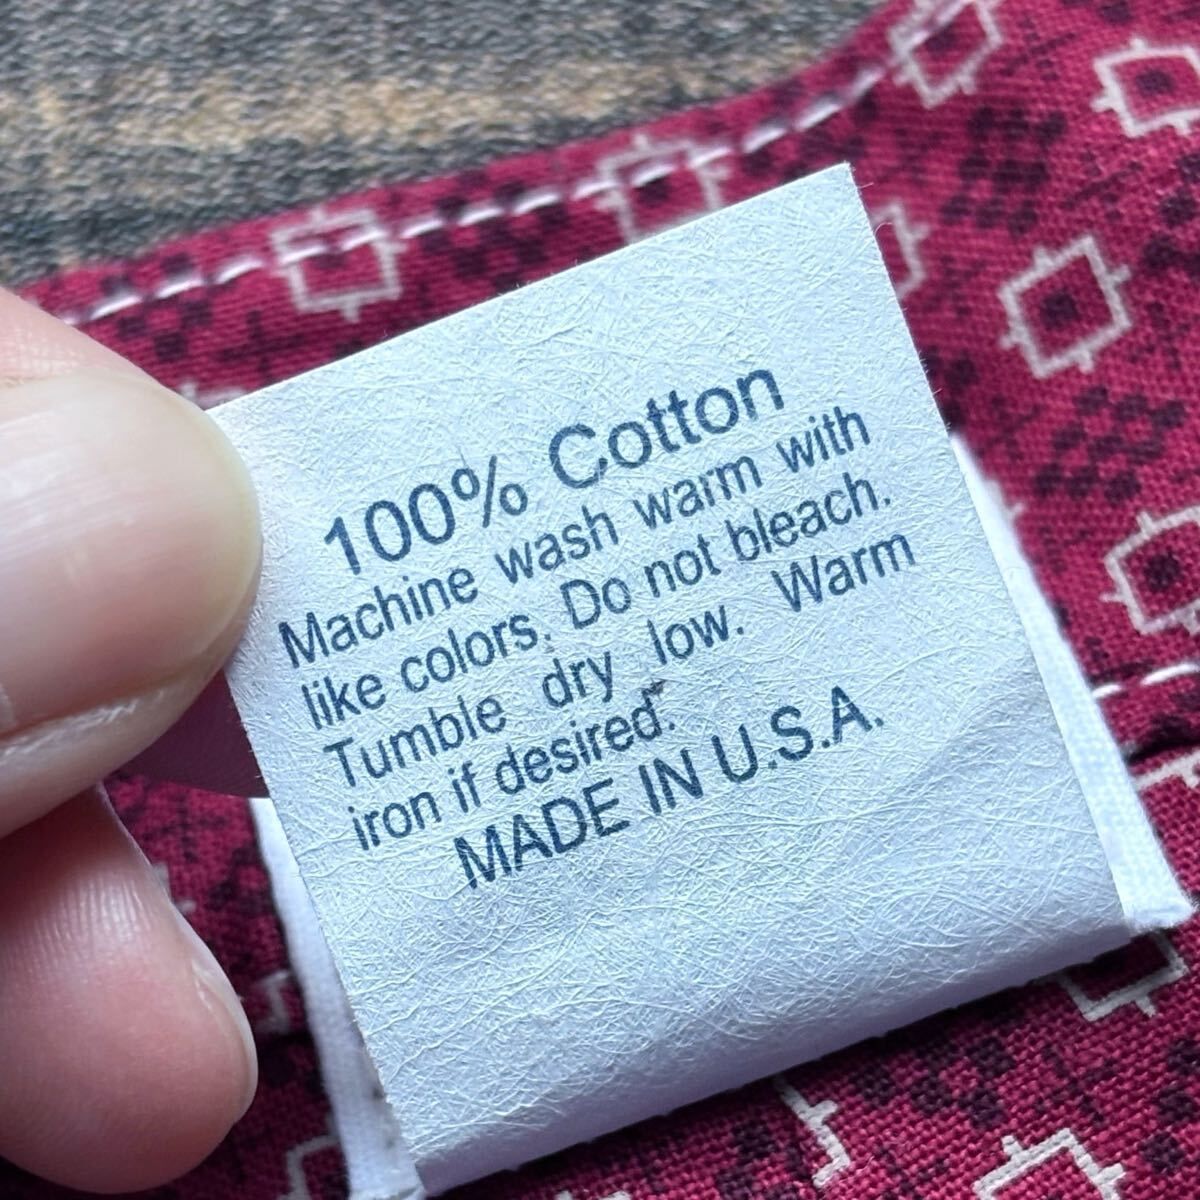 100% Cotton
Machine wash warm with
like colors. Do not bleach.
Tumble dry low. Warm
iron if desired.
MADE IN U.S.A.